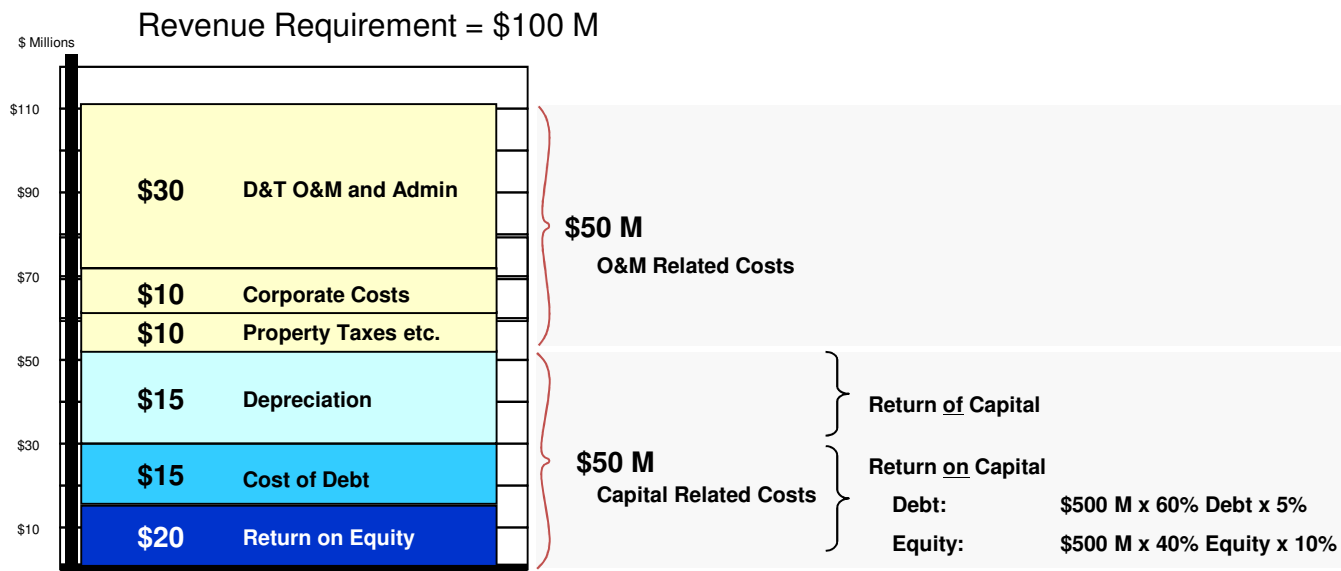 Revenue Requirement = $100 M
$ Millions
$110
$90
$70
$50
$30
$10
$30 D&T O&M and Admin
$10 Corporate Costs
$10 Property Taxes etc.
$15 Depreciation
$15 Cost of Debt
$20 Return on Equity
$50 M
O&M Related Costs
$50 M
Capital Related Costs
Return of Capital
Return on Capital
Debt: $500 M x 60% Debt x 5%
Equity: $500 M x 40% Equity x 10%